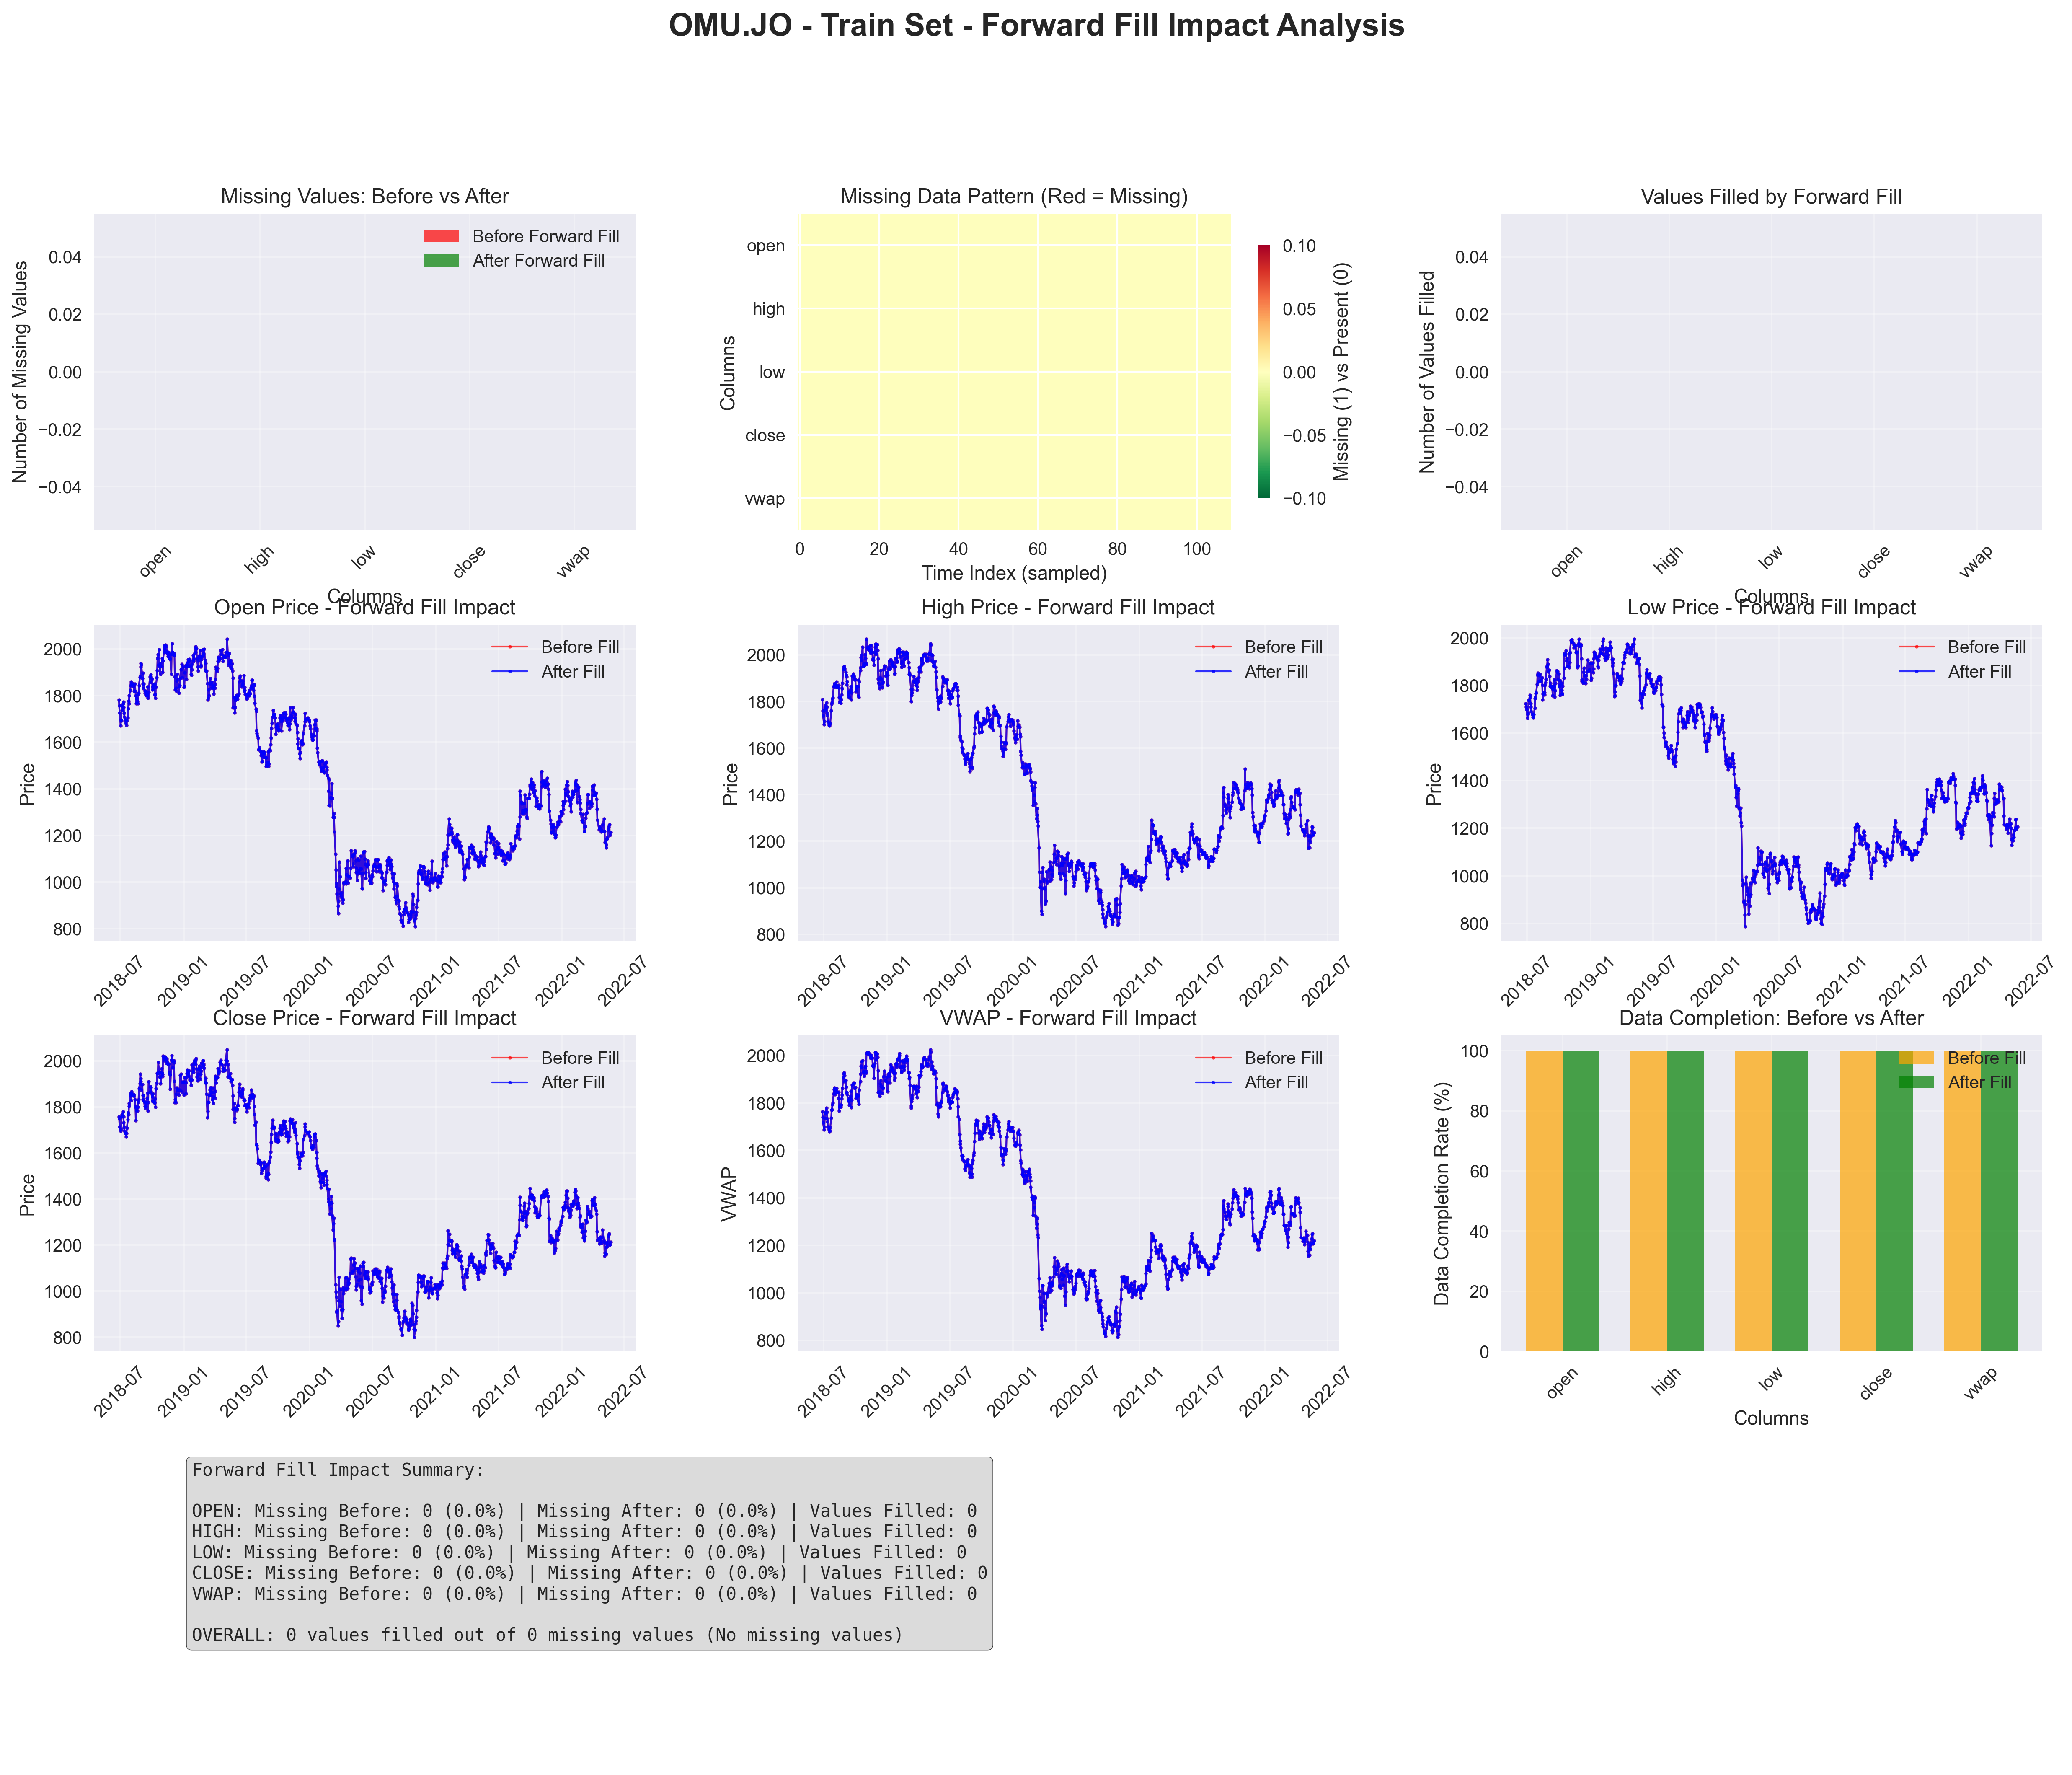 OMU.JO - Train Set - Forward Fill Impact Analysis
Missing Values: Before vs After
Number of Missing Values
0.04
0.02
0.00
−0.02
−0.04
Before Forward Fill
After Forward Fill
open
high
low
close
vwap
Columns
Missing Data Pattern (Red = Missing)
Columns
open
high
low
close
vwap
0
20
40
60
80
100
Time Index (sampled)
0.10
0.05
0.00
−0.05
−0.10
Missing (1) vs Present (0)
Values Filled by Forward Fill
Number of Values Filled
0.04
0.02
0.00
−0.02
−0.04
open
high
low
close
vwap
Columns
Open Price - Forward Fill Impact
Price
2000
1800
1600
1400
1200
1000
800
Before Fill
After Fill
2018-07
2019-01
2019-07
2020-01
2020-07
2021-01
2021-07
2022-01
2022-07
High Price - Forward Fill Impact
Price
2000
1800
1600
1400
1200
1000
800
Before Fill
After Fill
2018-07
2019-01
2019-07
2020-01
2020-07
2021-01
2021-07
2022-01
2022-07
Low Price - Forward Fill Impact
Price
2000
1800
1600
1400
1200
1000
800
Before Fill
After Fill
2018-07
2019-01
2019-07
2020-01
2020-07
2021-01
2021-07
2022-01
2022-07
Close Price - Forward Fill Impact
Price
2000
1800
1600
1400
1200
1000
800
Before Fill
After Fill
2018-07
2019-01
2019-07
2020-01
2020-07
2021-01
2021-07
2022-01
2022-07
VWAP - Forward Fill Impact
VWAP
2000
1800
1600
1400
1200
1000
800
Before Fill
After Fill
2018-07
2019-01
2019-07
2020-01
2020-07
2021-01
2021-07
2022-01
2022-07
Data Completion: Before vs After
Data Completion Rate (%)
100
80
60
40
20
0
Before Fill
After Fill
open
high
low
close
vwap
Columns
Forward Fill Impact Summary:
OPEN: Missing Before: 0 (0.0%) | Missing After: 0 (0.0%) | Values Filled: 0
HIGH: Missing Before: 0 (0.0%) | Missing After: 0 (0.0%) | Values Filled: 0
LOW: Missing Before: 0 (0.0%) | Missing After: 0 (0.0%) | Values Filled: 0
CLOSE: Missing Before: 0 (0.0%) | Missing After: 0 (0.0%) | Values Filled: 0
VWAP: Missing Before: 0 (0.0%) | Missing After: 0 (0.0%) | Values Filled: 0
OVERALL: 0 values filled out of 0 missing values (No missing values)